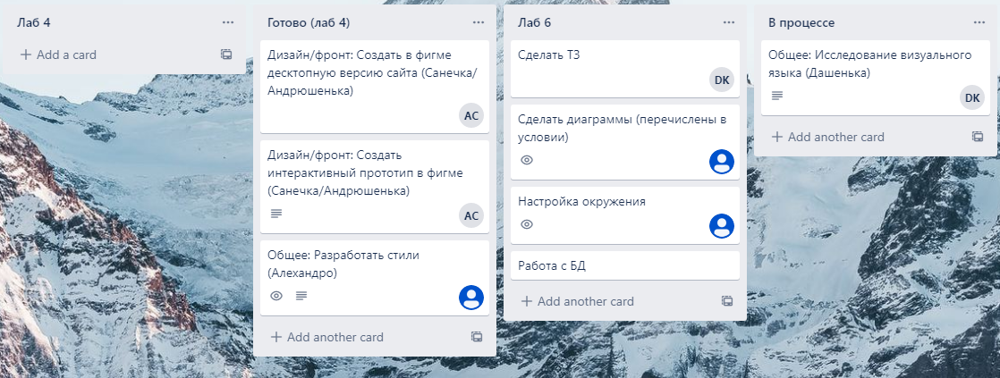 Лаб 4
Add a card
Готово (лаб 4)
Дизайн/фронт: Создать в фигме
десктопную версию сайта (Санечка/
Андрюшенька)
AC
Дизайн/фронт: Создать
интерактивный прототип в фигме
(Санечка/Андрюшенька)
AC
Общее: Разработать стили
(Алехандро)
Add another card
Лаб 6
Сделать ТЗ
DK
Сделать диаграммы (перечислены в
условии)
Настройка окружения
Работа с БД
Add another card
В процессе
Общее: Исследование визуального
языка (Дашенька)
DK
Add another card